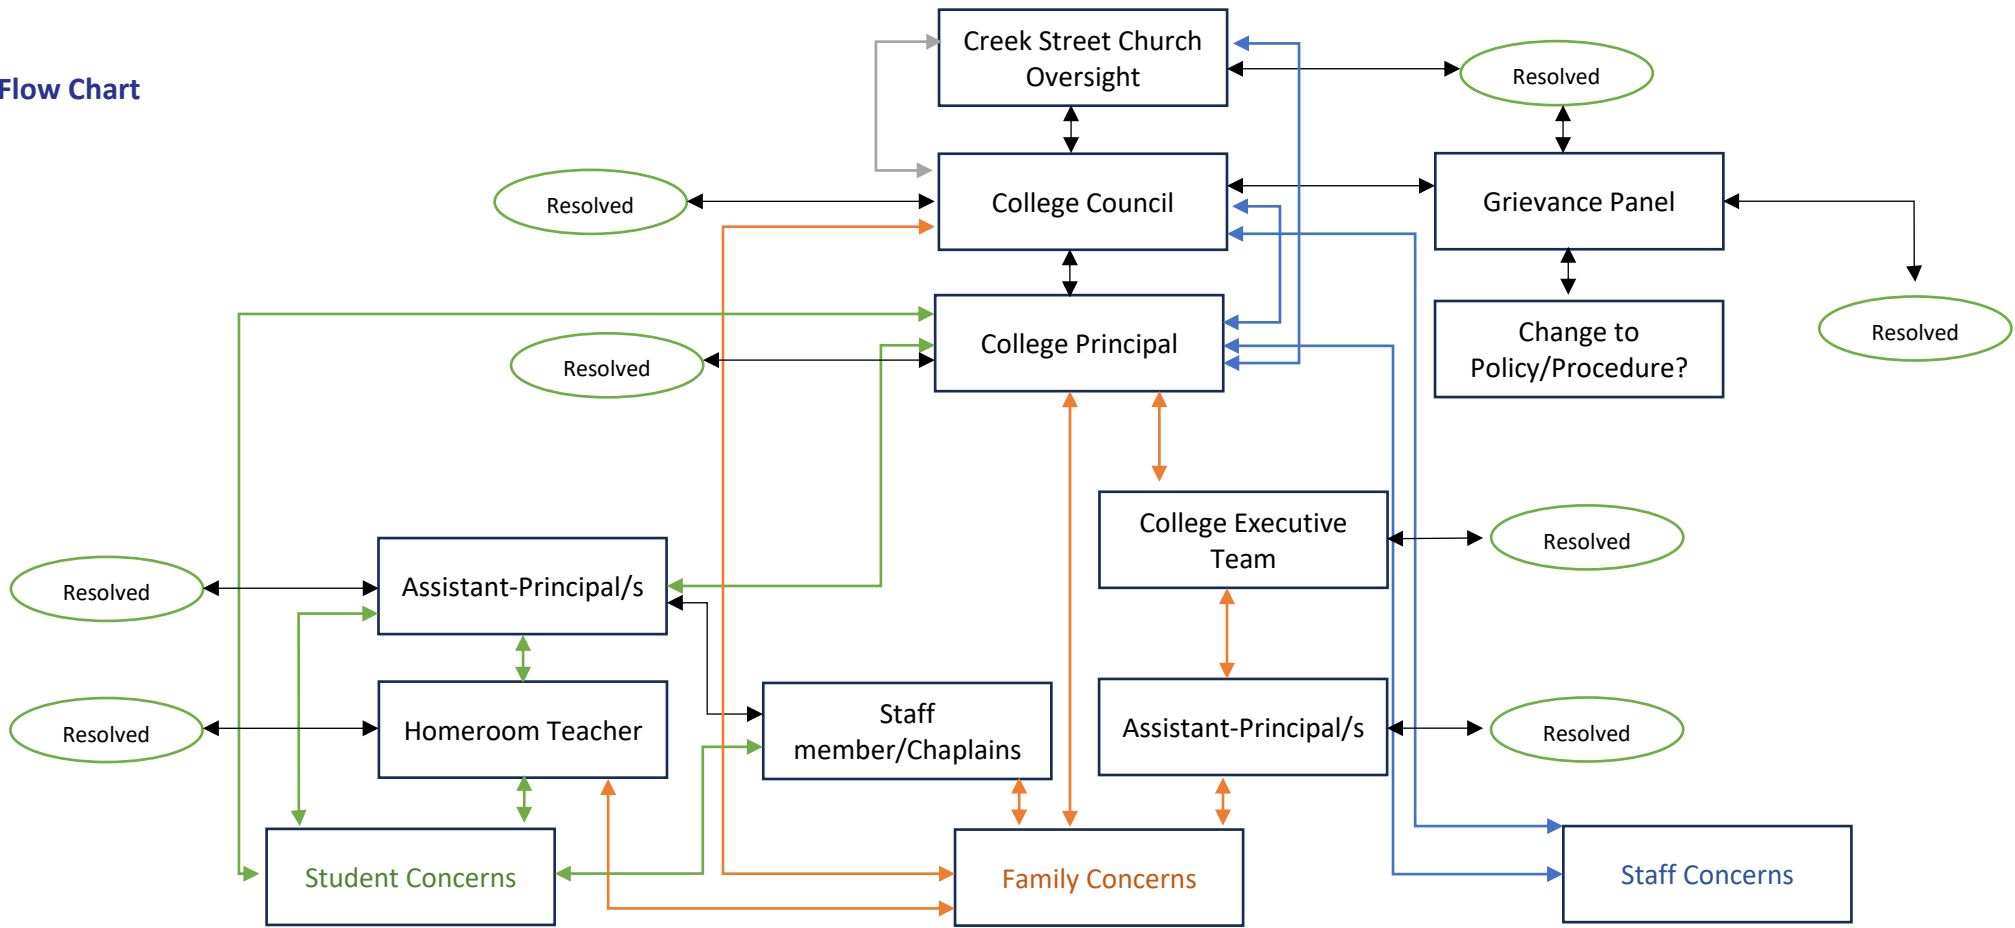 Creek Street Church
Oversight
Resolved
Flow Chart
Resolved
College Council
Grievance Panel
Resolved
College Principal
Change to
Policy/Procedure?
Resolved
College Executive
Team
Resolved
Resolved
Assistant-Principal/s
Resolved
Homeroom Teacher
Staff
member/Chaplains
Assistant-Principal/s
Resolved
Student Concerns
Family Concerns
Staff Concerns